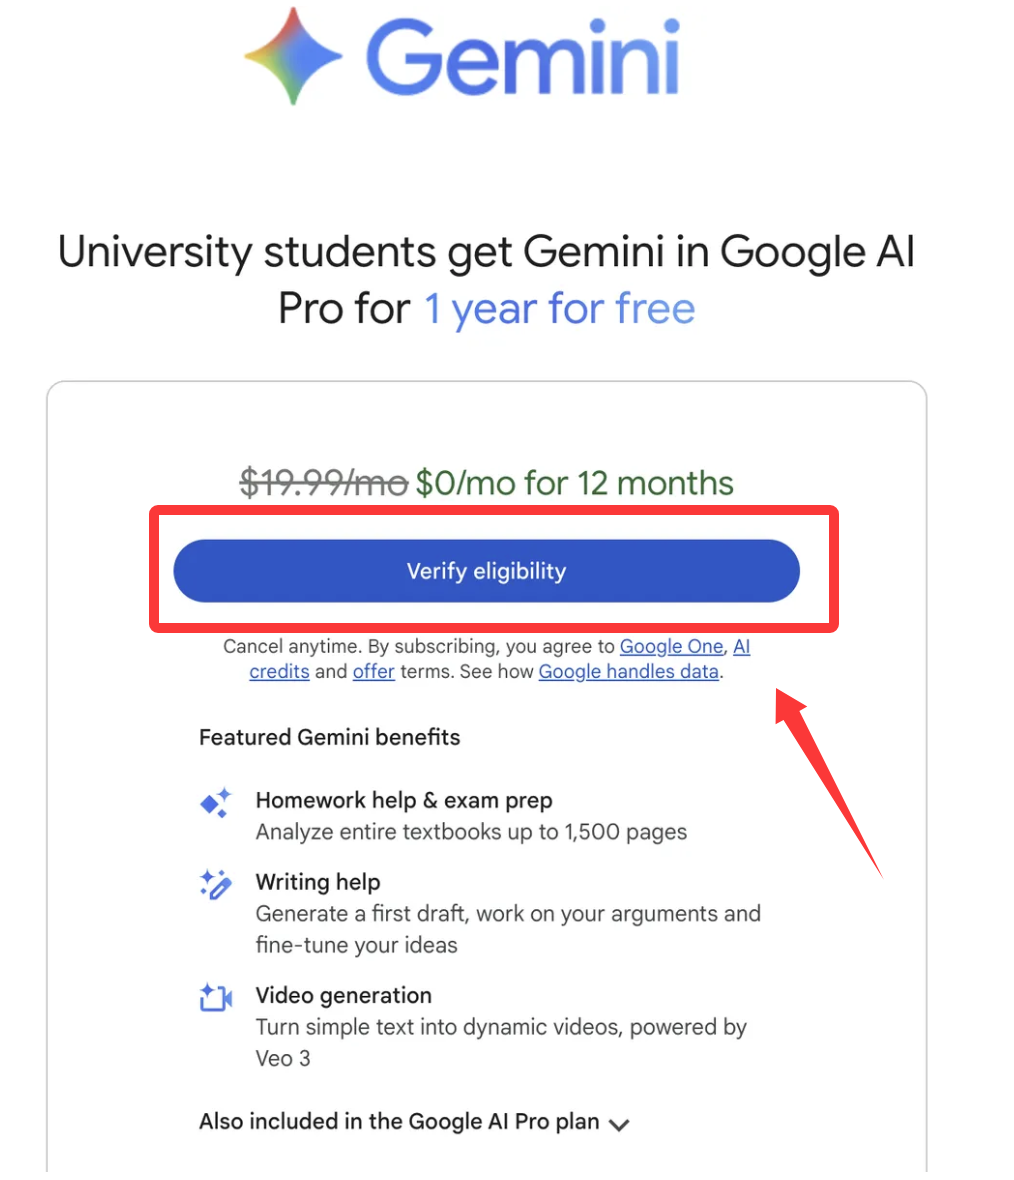 Gemini
University students get Gemini in Google AI
Pro for 1 year for free
$19.99/mo $0/mo for 12 months
Verify eligibility
Cancel anytime. By subscribing, you agree to Google One, AI
credits and offer terms. See how Google handles data.
Featured Gemini benefits
Homework help & exam prep
Analyze entire textbooks up to 1,500 pages
Writing help
Generate a first draft, work on your arguments and
fine-tune your ideas
Video generation
Turn simple text into dynamic videos, powered by
Veo 3
Also included in the Google AI Pro plan